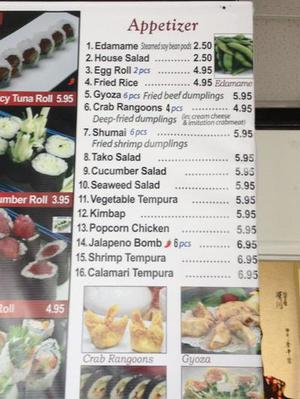 Appetizer
1. Edamame Steamed soy bean pods 2.50
2. House Salad 2.50
3. Egg Roll 2 pcs 4.95
4. Fried Rice 4.95
Edamame
5. Gyoza 6 pcs Fried beef dumplings 5.95
6. Crab Rangoons 4 pcs 4.95
Deep-fried dumplings (in: cream cheese & imitation crabmeat)
7. Shumai 6 pcs 5.95
Fried shrimp dumplings
8. Tako Salad 5.95
9. Cucumber Salad 5.95
10. Seaweed Salad 5.95
11. Vegetable Tempura 5.95
12. Kimbap 5.95
13. Popcorn Chicken 5.95
14. Jalapeno Bomb 6 pcs 6.95
15. Shrimp Tempura 6.95
16. Calamari Tempura 6.95
Crab Rangoons
Gyoza
cy Tuna Roll 5.95
umber Roll 3.95
Roll 4.95